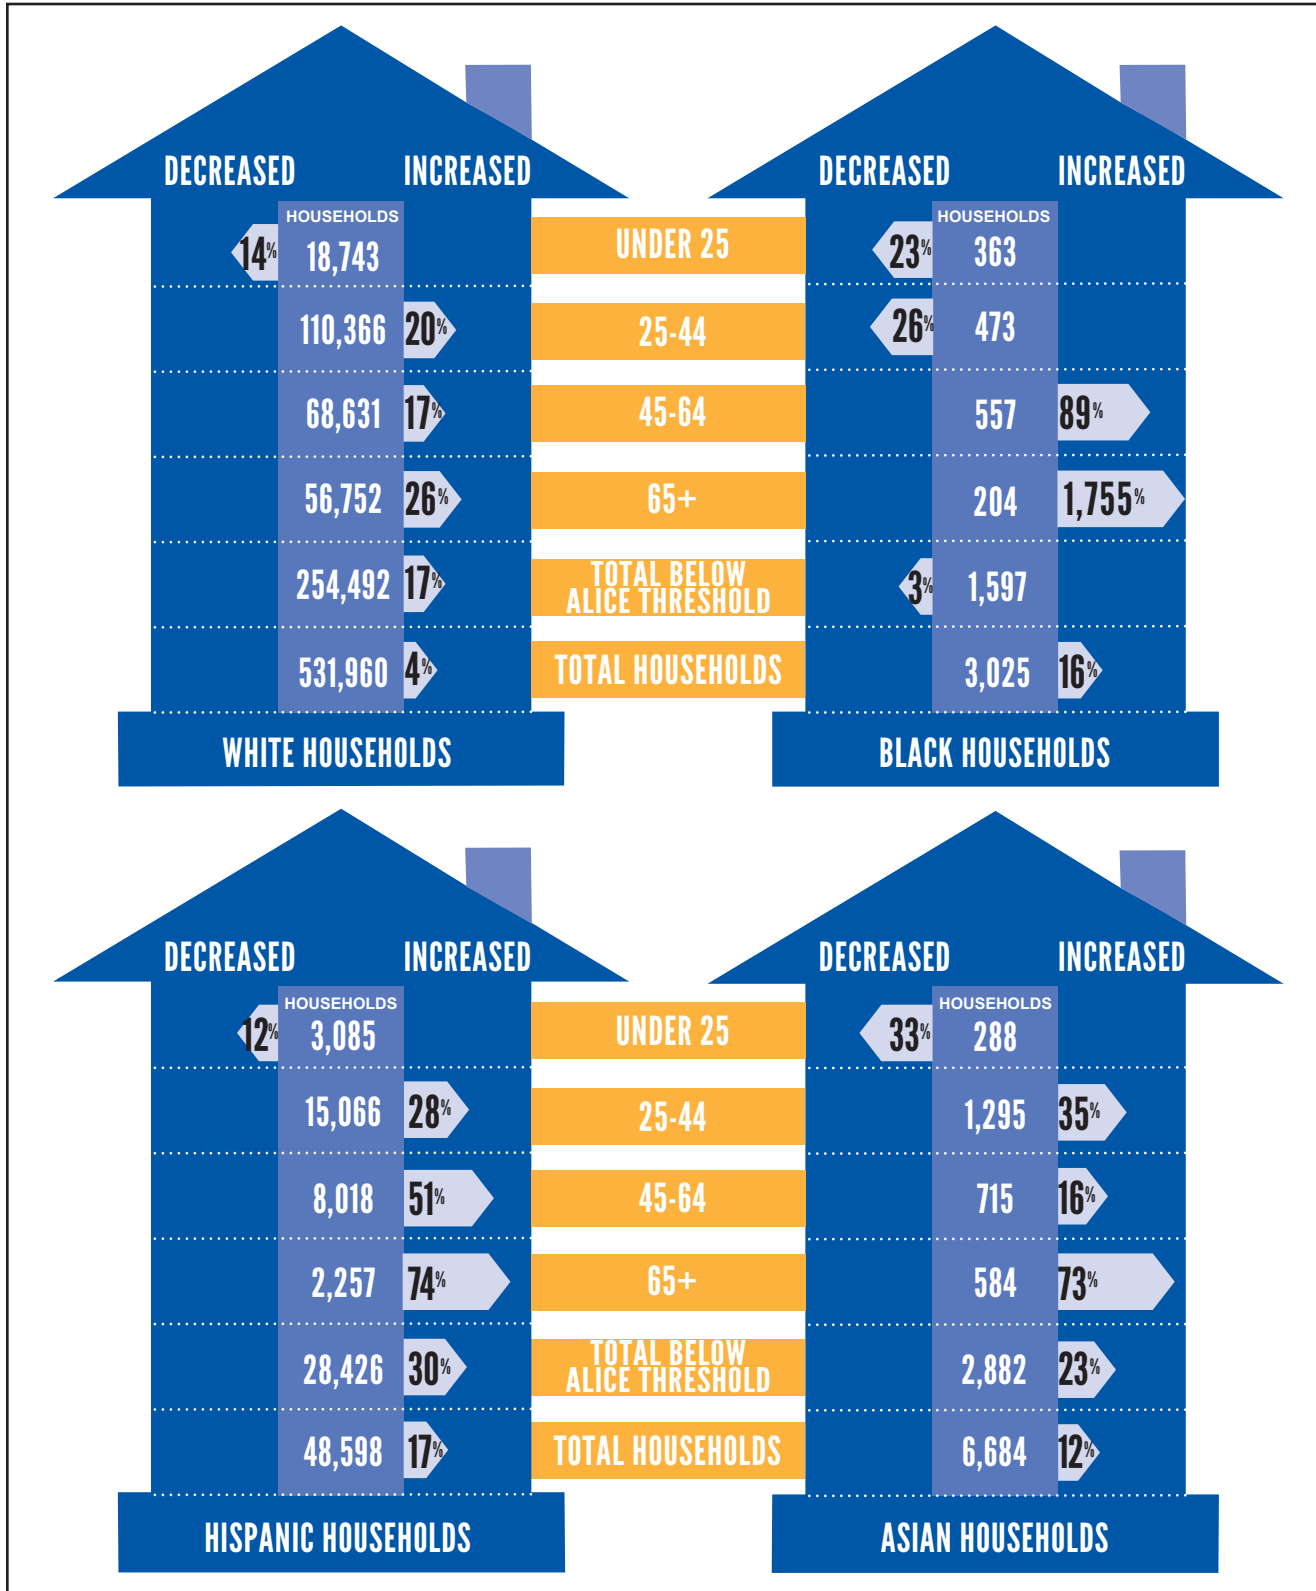 DECREASED INCREASED
HOUSEHOLDS
14% 18,743
110,366 20%
68,631 17%
56,752 26%
254,492 17%
531,960 4%
WHITE HOUSEHOLDS
UNDER 25
25-44
45-64
65+
TOTAL BELOW
ALICE THRESHOLD
TOTAL HOUSEHOLDS
DECREASED INCREASED
HOUSEHOLDS
23% 363
26% 473
557 89%
204 1,755%
3% 1,597
3,025 16%
BLACK HOUSEHOLDS
DECREASED INCREASED
HOUSEHOLDS
12% 3,085
15,066 28%
8,018 51%
2,257 74%
28,426 30%
48,598 17%
HISPANIC HOUSEHOLDS
UNDER 25
25-44
45-64
65+
TOTAL BELOW
ALICE THRESHOLD
TOTAL HOUSEHOLDS
DECREASED INCREASED
HOUSEHOLDS
33% 288
1,295 35%
715 16%
584 73%
2,882 23%
6,684 12%
ASIAN HOUSEHOLDS